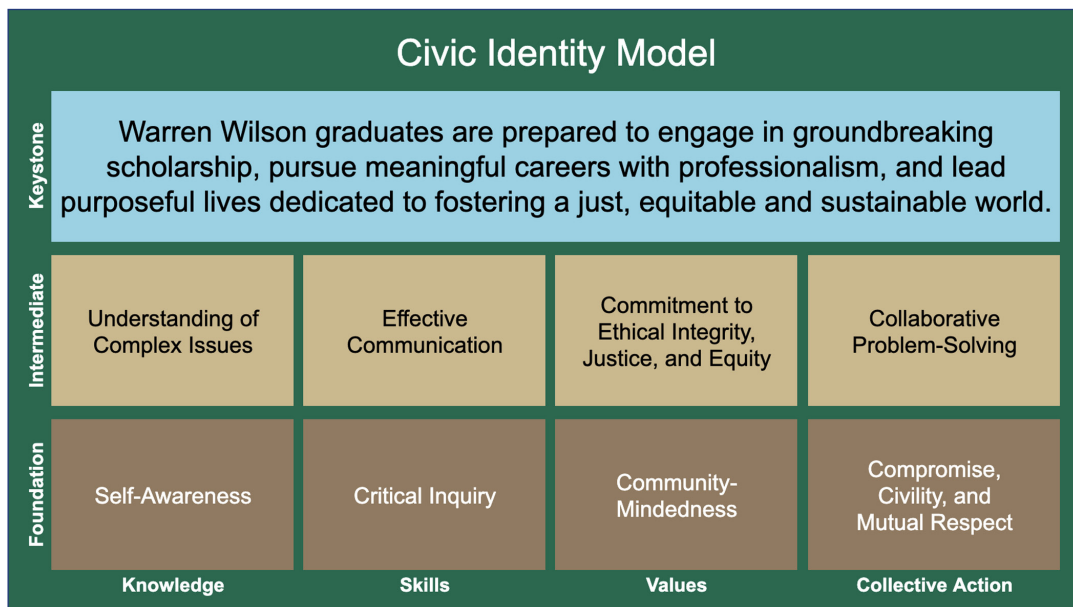 Civic Identity Model
Keystone
Warren Wilson graduates are prepared to engage in groundbreaking
scholarship, pursue meaningful careers with professionalism, and lead
purposeful lives dedicated to fostering a just, equitable and sustainable world.
Intermediate
Understanding of
Complex Issues
Effective
Communication
Commitment to
Ethical Integrity,
Justice, and Equity
Collaborative
Problem-Solving
Foundation
Self-Awareness
Critical Inquiry
Community-
Mindedness
Compromise,
Civility, and
Mutual Respect
Knowledge
Skills
Values
Collective Action